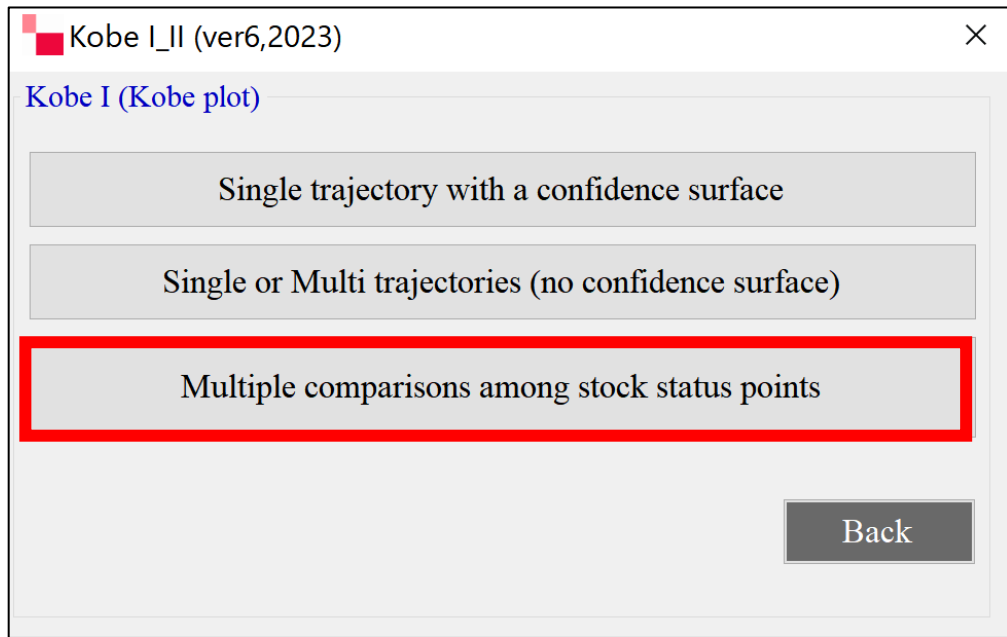 Kobe I_II (ver6,2023)
Kobe I (Kobe plot)
Single trajectory with a confidence surface
Single or Multi trajectories (no confidence surface)
Multiple comparisons among stock status points
Back